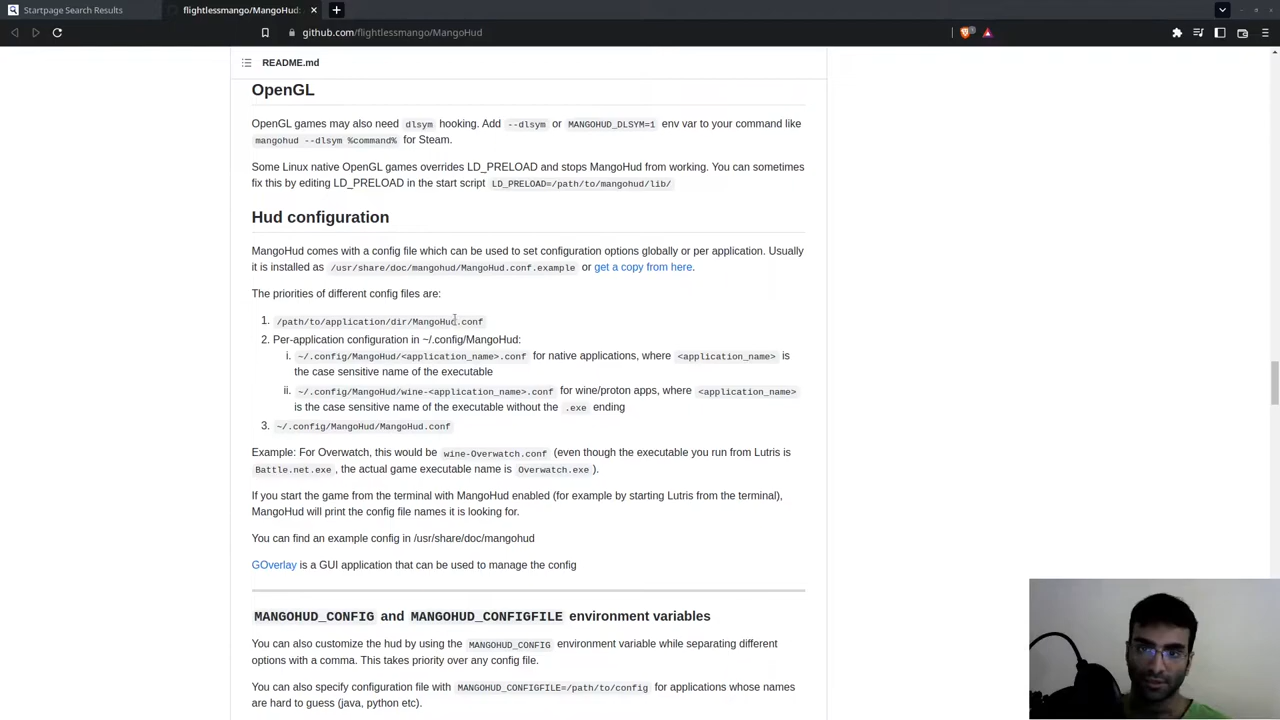 Startpage Search Results
flightlessmango/MangoHud:
github.com/flightlessmango/MangoHud
README.md
OpenGL
OpenGL games may also need dlsym hooking. Add --dlsym or MANGOHUD_DLSYM=1 env var to your command like
mangohud --dlsym %command% for Steam.
Some Linux native OpenGL games overrides LD_PRELOAD and stops MangoHud from working. You can sometimes
fix this by editing LD_PRELOAD in the start script LD_PRELOAD=/path/to/mangohud/lib/
Hud configuration
MangoHud comes with a config file which can be used to set configuration options globally or per application. Usually
it is installed as /usr/share/doc/mangohud/MangoHud.conf.example or get a copy from here.
The priorities of different config files are:
1. /path/to/application/dir/MangoHud.conf
2. Per-application configuration in ~/.config/MangoHud:
i. ~/.config/MangoHud/<application_name>.conf for native applications, where <application_name> is
the case sensitive name of the executable
ii. ~/.config/MangoHud/wine-<application_name>.conf for wine/proton apps, where <application_name>
is the case sensitive name of the executable without the .exe ending
3. ~/.config/MangoHud/MangoHud.conf
Example: For Overwatch, this would be wine-Overwatch.conf (even though the executable you run from Lutris is
Battle.net.exe , the actual game executable name is Overwatch.exe ).
If you start the game from the terminal with MangoHud enabled (for example by starting Lutris from the terminal),
MangoHud will print the config file names it is looking for.
You can find an example config in /usr/share/doc/mangohud
GOverlay is a GUI application that can be used to manage the config
MANGOHUD_CONFIG and MANGOHUD_CONFIGFILE environment variables
You can also customize the hud by using the MANGOHUD_CONFIG environment variable while separating different
options with a comma. This takes priority over any config file.
You can also specify configuration file with MANGOHUD_CONFIGFILE=/path/to/config for applications whose names
are hard to guess (java, python etc).